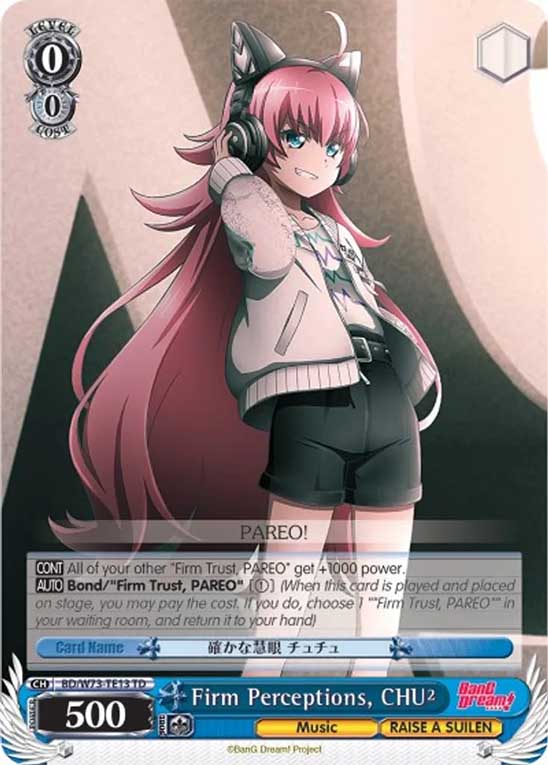 LEVEL
0
0
COST
PAREO!
CONT All of your other "Firm Trust, PAREO" get +1000 power.
AUTO Bond/"Firm Trust, PAREO" [①] (When this card is played and placed
on stage, you may pay the cost. If you do, choose 1 ""Firm Trust, PAREO"" in
your waiting room, and return it to your hand)
Card Name 確かな慧眼 チュチュ
CH BD/W73-TE13 TD
Firm Perceptions, CHU²
BanG Dream!
POWER 500 SOUL
Music RAISE A SUILEN
©BanG Dream! Project